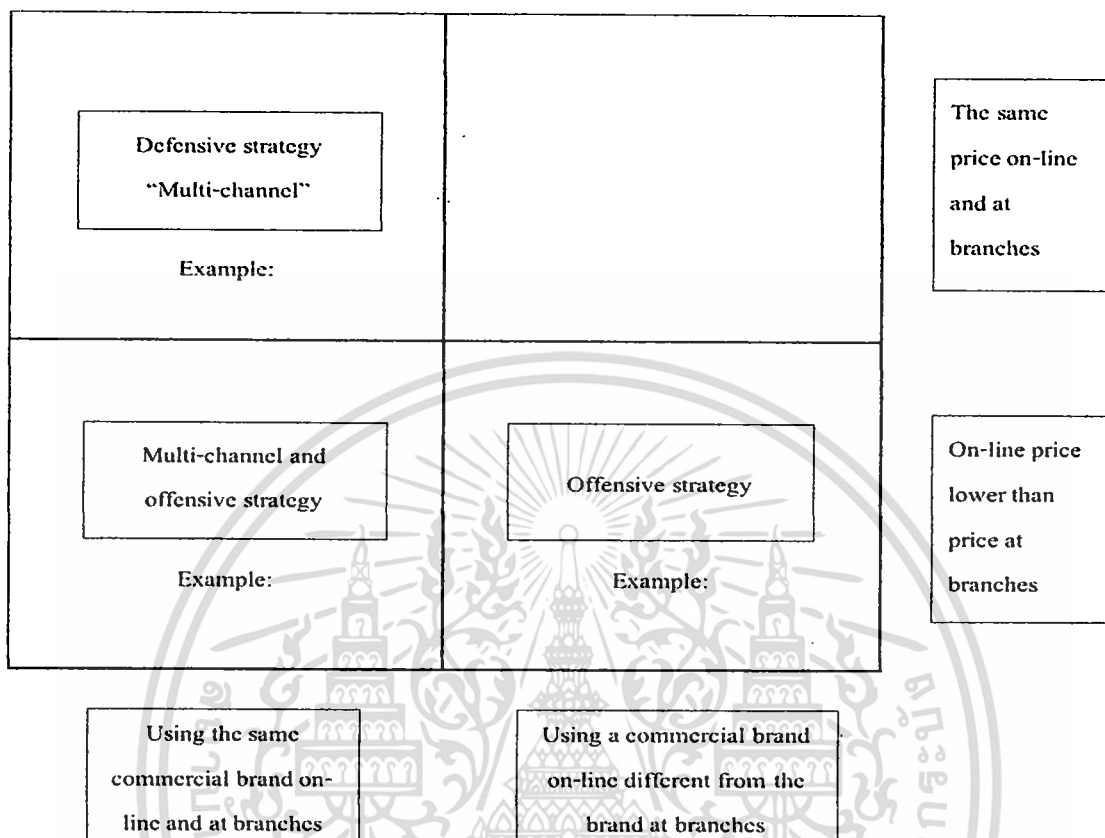 Defensive strategy
“Multi-channel”
Example:
The same
price on-line
and at
branches
Multi-channel and
offensive strategy
Example:
Offensive strategy
Example:
On-line price
lower than
price at
branches
Using the same
commercial brand on-
line and at branches
Using a commercial brand
on-line different from the
brand at branches